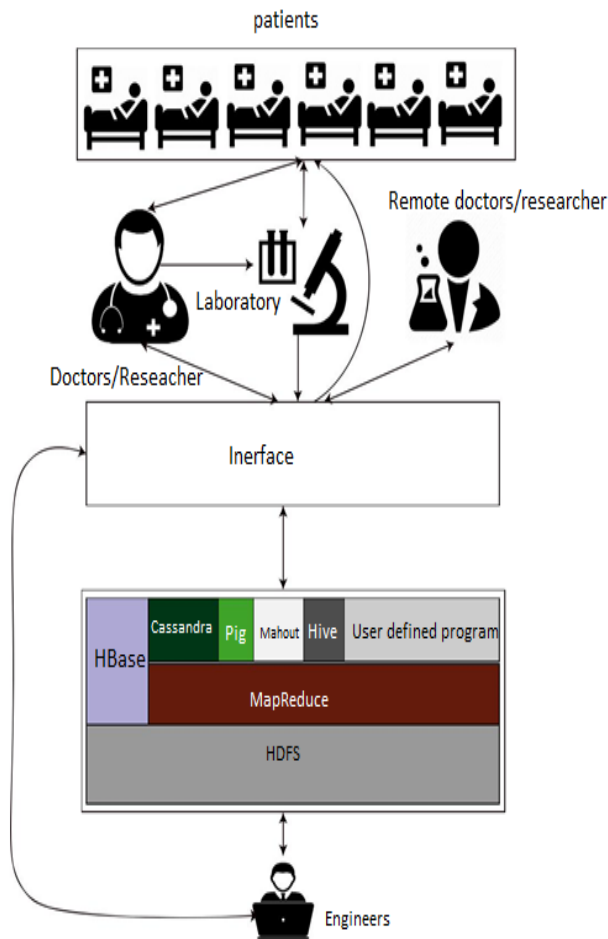 patients
Remote doctors/researcher
Laboratory
Doctors/Reseacher
Inerface
HBase
Cassandra
Pig
Mahout
Hive
User defined program
MapReduce
HDFS
Engineers